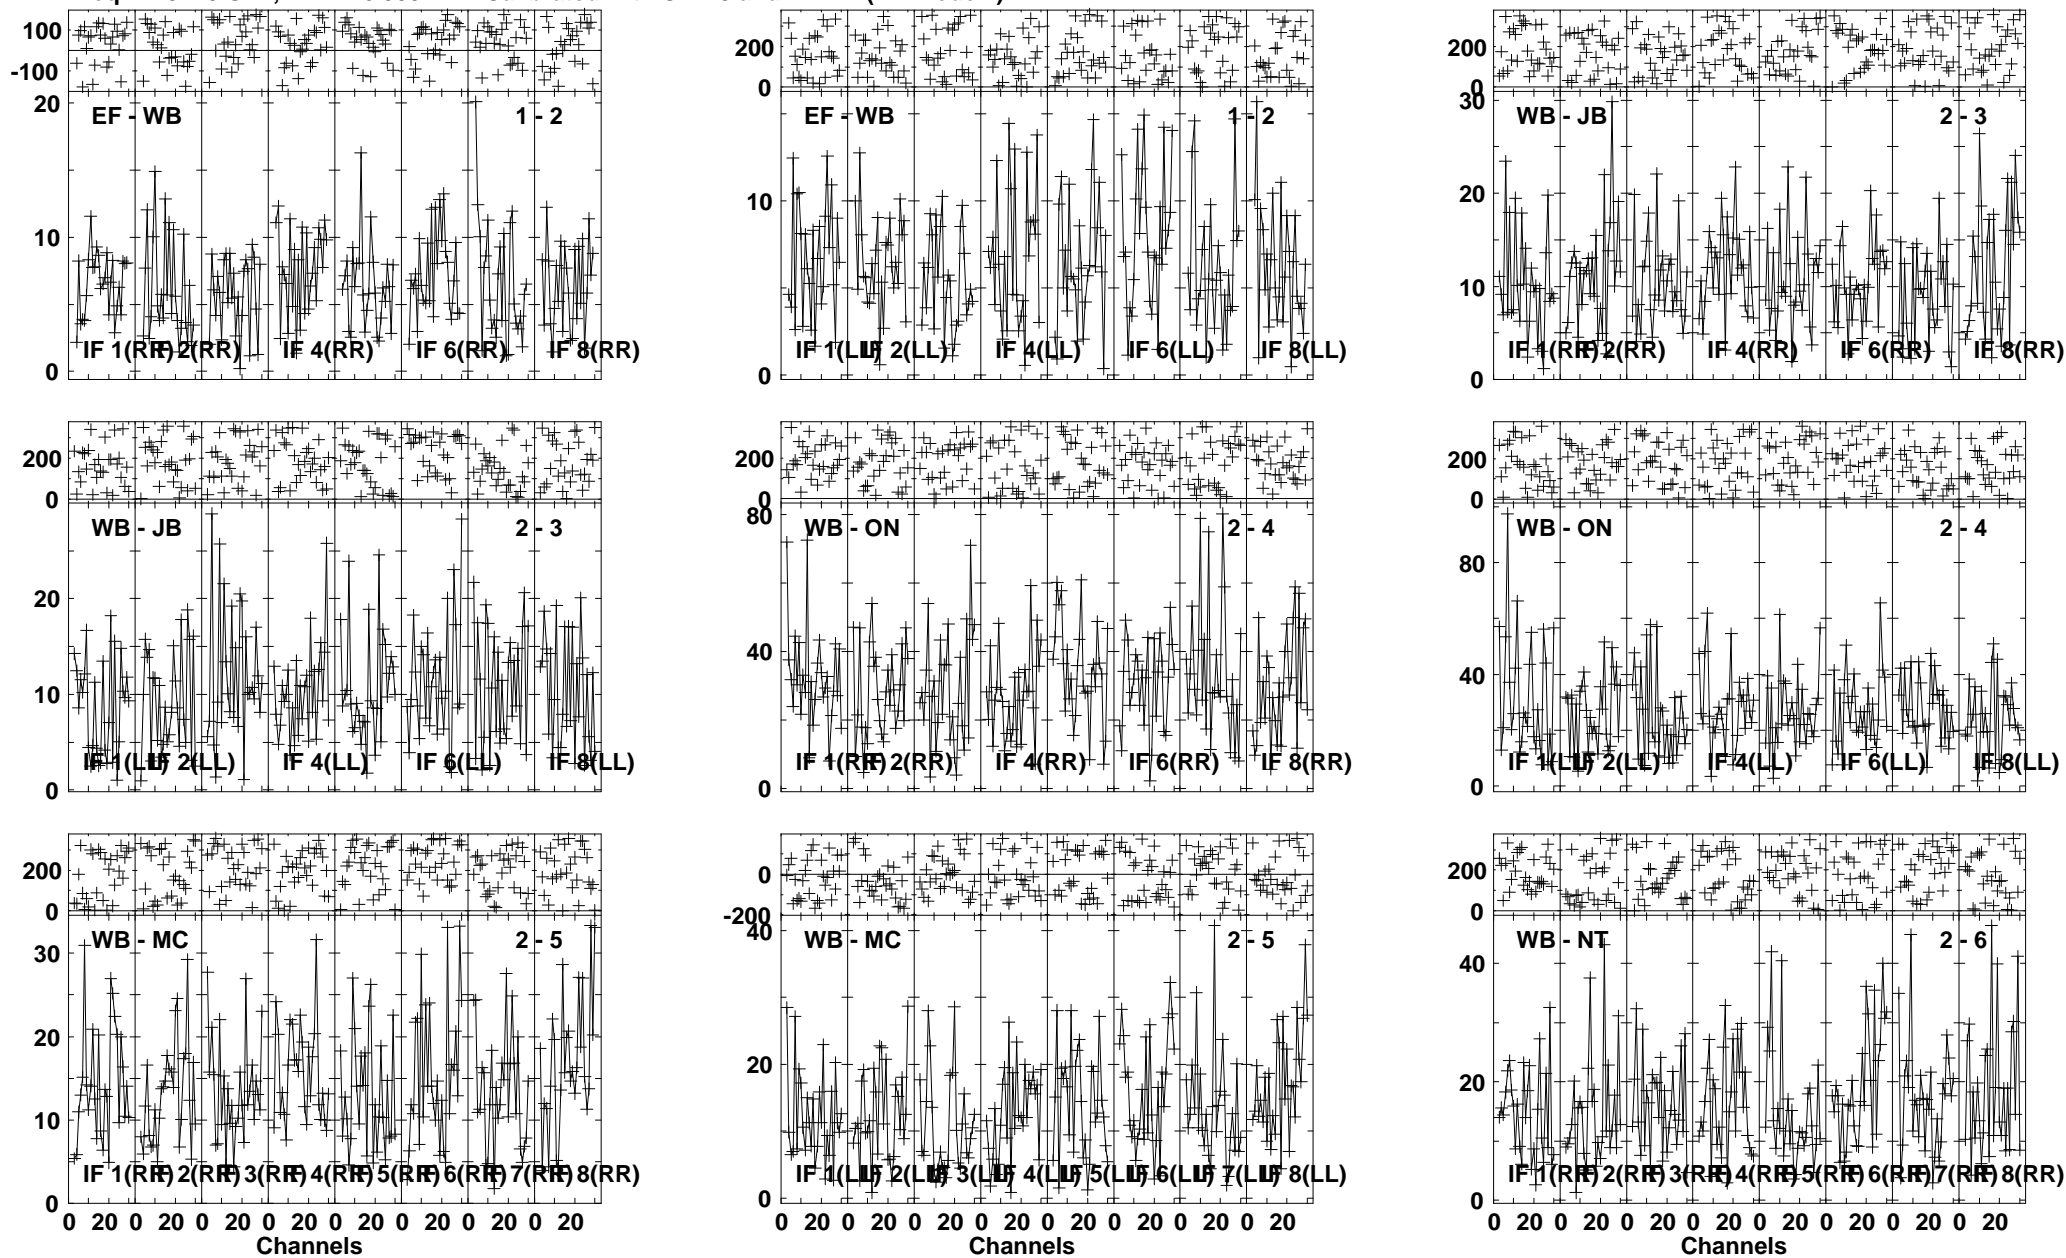 100
-100
20
10
0
EF - WB 1 - 2
IF 1(RR) IF 2(RR) IF 4(RR) IF 6(RR) IF 8(RR)
200
0
10
0
EF - WB 1 - 2
IF 1(LL) IF 2(LL) IF 4(LL) IF 6(LL) IF 8(LL)
200
0
30
20
10
0
WB - JB 2 - 3
IF 1(RR) IF 2(RR) IF 4(RR) IF 6(RR) IF 8(RR)
200
0
20
10
0
WB - JB 2 - 3
IF 1(LL) IF 2(LL) IF 4(LL) IF 6(LL) IF 8(LL)
200
0
80
40
0
WB - ON 2 - 4
IF 1(RR) IF 2(RR) IF 4(RR) IF 6(RR) IF 8(RR)
200
0
80
40
0
WB - ON 2 - 4
IF 1(LL) IF 2(LL) IF 4(LL) IF 6(LL) IF 8(LL)
200
0
30
20
10
0
WB - MC 2 - 5
IF 1(RR) IF 2(RR) IF 3(RR) IF 4(RR) IF 5(RR) IF 6(RR) IF 7(RR) IF 8(RR)
0 20 0 20 0 20 0 20 0 20 0 20 0 20 0 20
Channels
0
-200
40
20
0
WB - MC 2 - 5
IF 1(LL) IF 2(LL) IF 3(LL) IF 4(LL) IF 5(LL) IF 6(LL) IF 7(LL) IF 8(LL)
0 20 0 20 0 20 0 20 0 20 0 20 0 20 0 20
Channels
200
0
40
20
0
WB - NT 2 - 6
IF 1(RR) IF 2(RR) IF 3(RR) IF 4(RR) IF 5(RR) IF 6(RR) IF 7(RR) IF 8(RR)
0 20 0 20 0 20 0 20 0 20 0 20 0 20 0 20
Channels